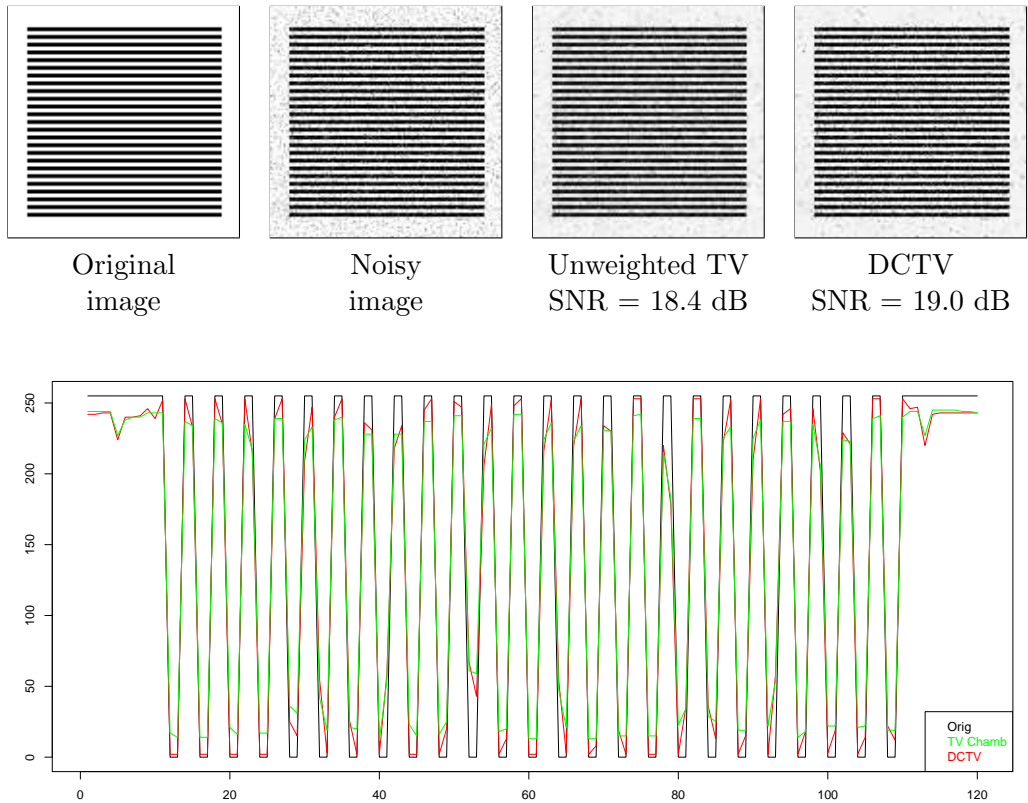 Original
image
Noisy
image
Unweighted TV
SNR = 18.4 dB
DCTV
SNR = 19.0 dB
250
200
150
100
50
0
Orig
TV Chamb
DCTV
0 20 40 60 80 100 120